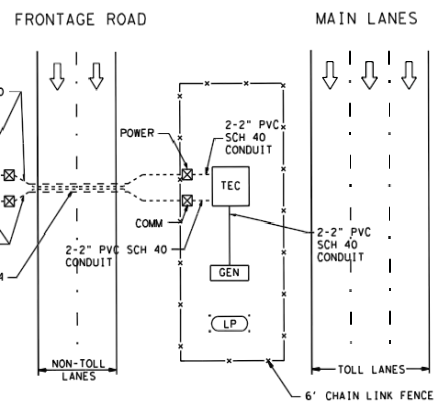 FRONTAGE ROAD
MAIN LANES
POWER
2-2" PVC
SCH 40
CONDUIT
TEC
COMM
2-2" PVC SCH 40
CONDUIT
2-2" PVC
SCH 40
CONDUIT
GEN
LP
NON-TOLL
LANES
TOLL LANES
6' CHAIN LINK FENCE